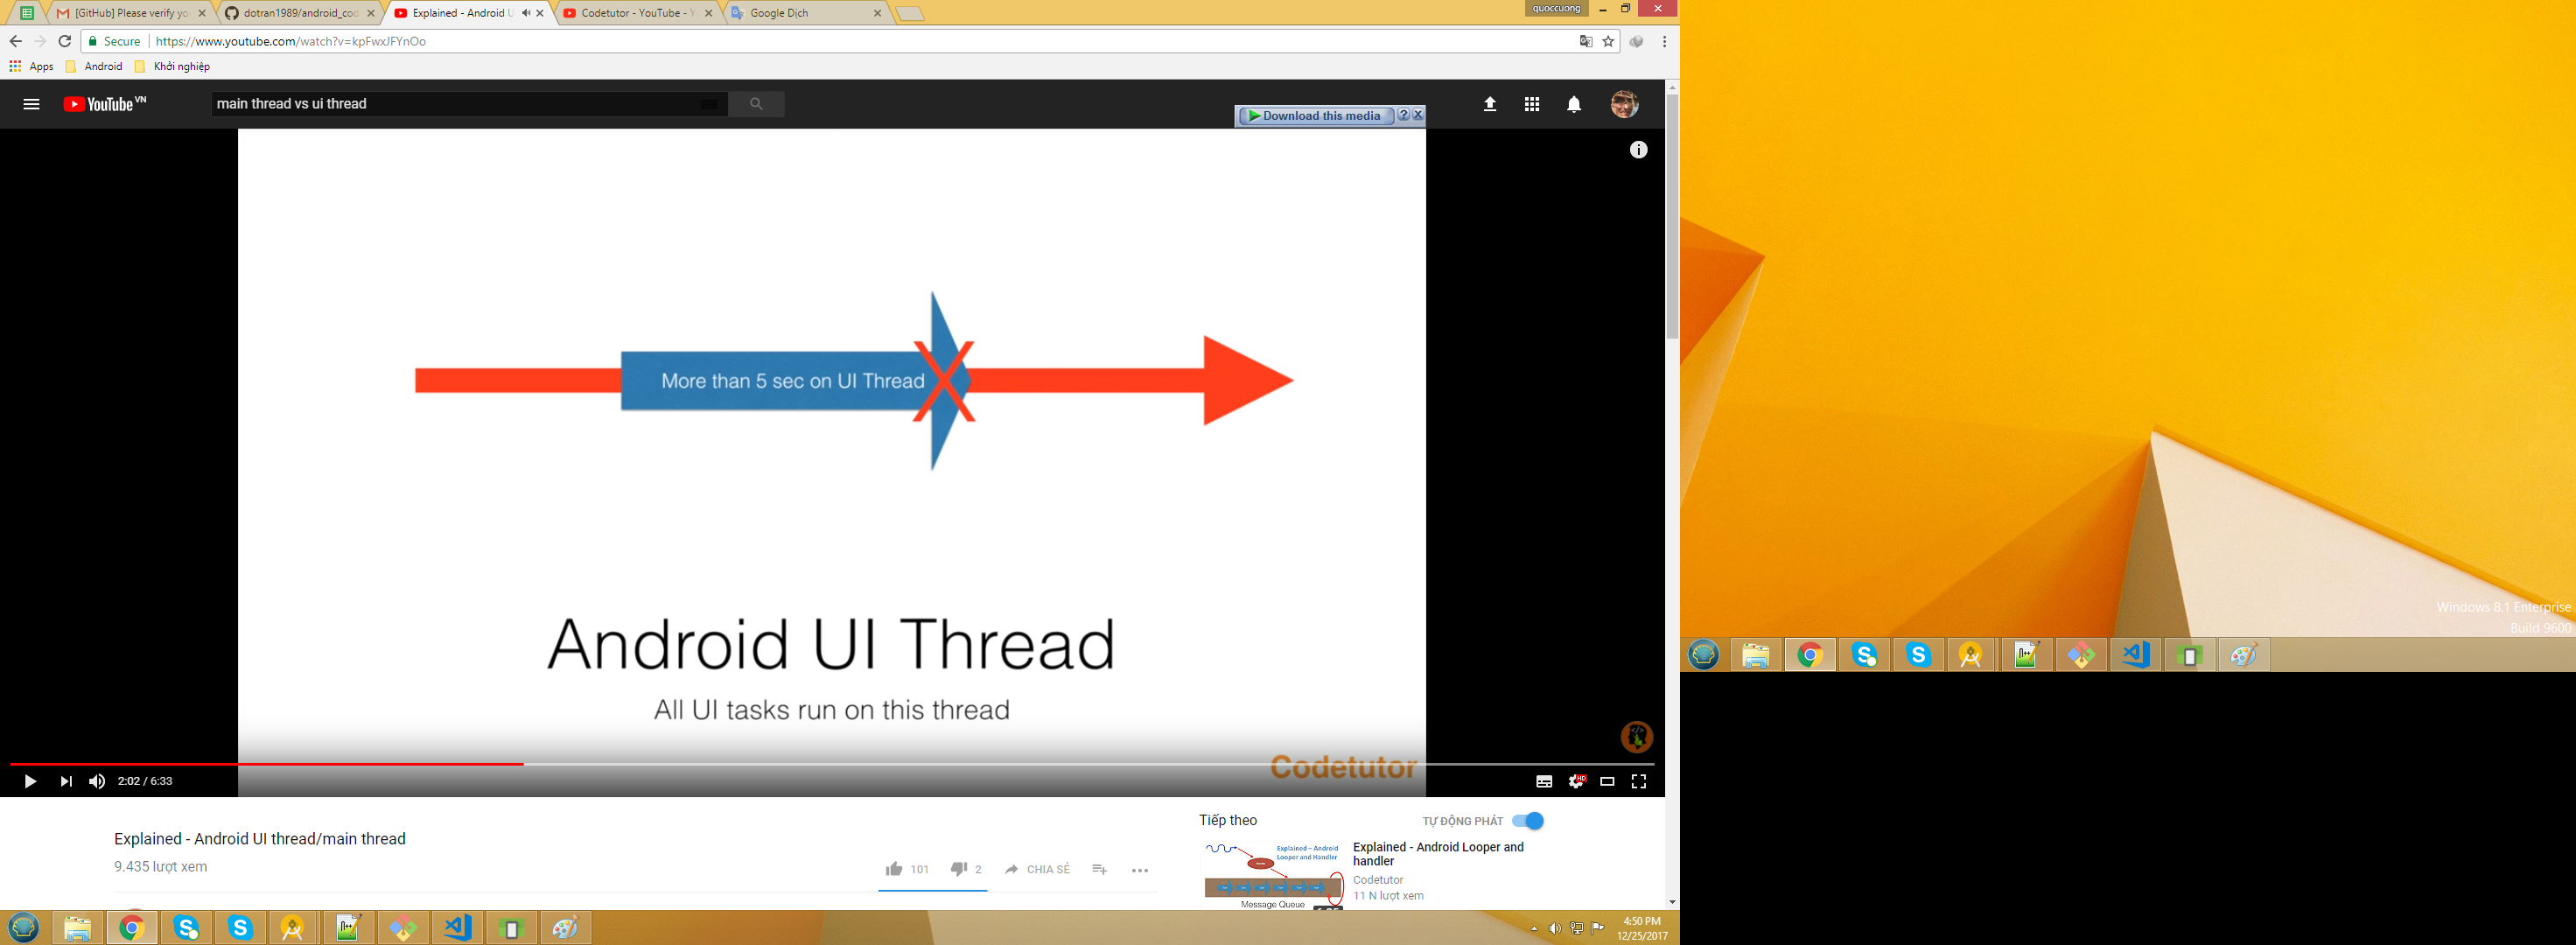 [GitHub] Please verify yo
dotran1989/android_cod
Explained - Android U
Codetutor - YouTube - Y
Google Dịch
quoccuong
Secure
https://www.youtube.com/watch?v=kpFwxJFYnOo
Apps
Android
Khởi nghiệp
YouTube VN
main thread vs ui thread
Download this media
More than 5 sec on UI Thread
Android UI Thread
All UI tasks run on this thread
Codetutor
2:02 / 6:33
HD
Explained - Android UI thread/main thread
9.435 lượt xem
101
2
CHIA SẺ
Tiếp theo
TỰ ĐỘNG PHÁT
Explained – Android
Looper and Handler
Message Queue
Explained - Android Looper and
handler
Codetutor
11 N lượt xem
4:50 PM
12/25/2017
Windows 8.1 Enterprise
Build 9600